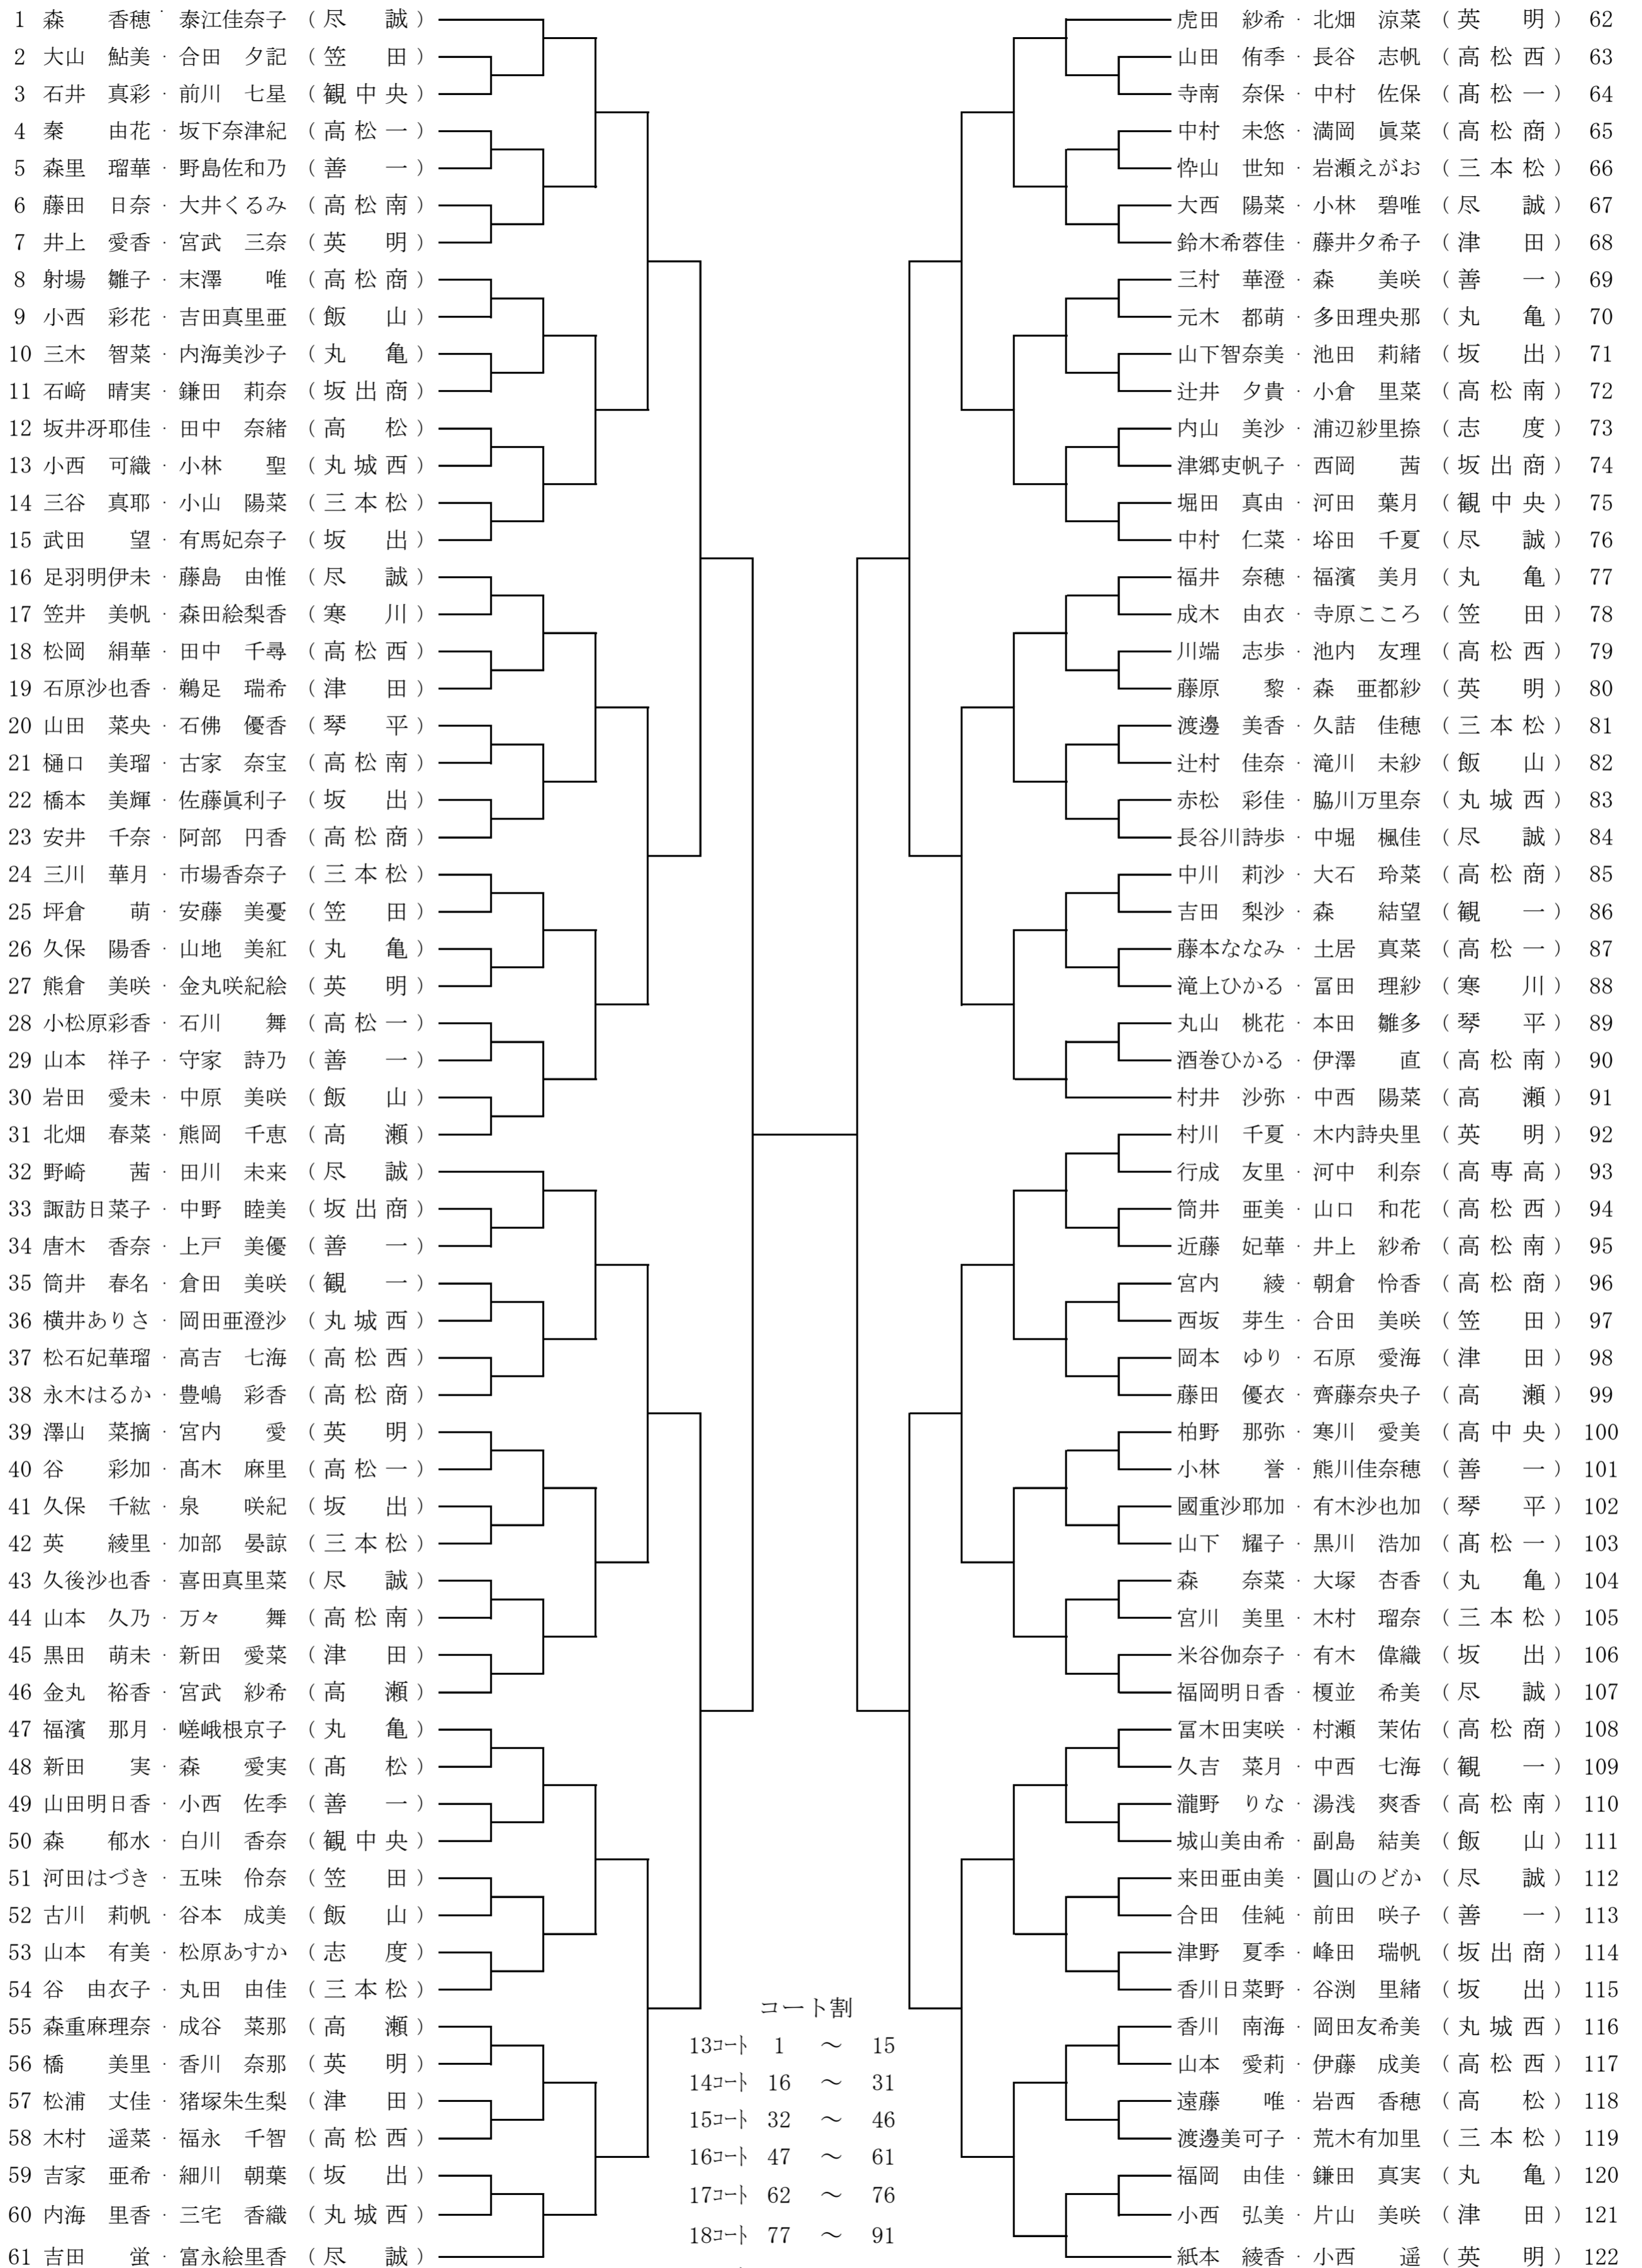 1 森　　香穂・泰江佳奈子（尽　誠）
2 大山　鮎美・合田　夕記（笠　田）
3 石井　真彩・前川　七星（観中央）
4 秦　　由花・坂下奈津紀（高松一）
5 森里　瑠華・野島佐和乃（善　一）
6 藤田　日奈・大井くるみ（高松南）
7 井上　愛香・宮武　三奈（英　明）
8 射場　雛子・末澤　　唯（高松商）
9 小西　彩花・吉田真里亜（飯　山）
10 三木　智菜・内海美沙子（丸　亀）
11 石﨑　晴実・鎌田　莉奈（坂出商）
12 坂井冴耶佳・田中　奈緒（高　松）
13 小西　可織・小林　　聖（丸城西）
14 三谷　真耶・小山　陽菜（三本松）
15 武田　　望・有馬妃奈子（坂　出）
16 足羽明伊未・藤島　由惟（尽　誠）
17 笠井　美帆・森田絵梨香（寒　川）
18 松岡　絹華・田中　千尋（高松西）
19 石原沙也香・鵜足　瑞希（津　田）
20 山田　菜央・石佛　優香（琴　平）
21 樋口　美瑠・古家　奈宝（高松南）
22 橋本　美輝・佐藤眞利子（坂　出）
23 安井　千奈・阿部　円香（高松商）
24 三川　華月・市場香奈子（三本松）
25 坪倉　　萌・安藤　美憂（笠　田）
26 久保　陽香・山地　美紅（丸　亀）
27 熊倉　美咲・金丸咲紀絵（英　明）
28 小松原彩香・石川　　舞（高松一）
29 山本　祥子・守家　詩乃（善　一）
30 岩田　愛未・中原　美咲（飯　山）
31 北畑　春菜・熊岡　千恵（高　瀬）
32 野崎　　茜・田川　未来（尽　誠）
33 諏訪日菜子・中野　睦美（坂出商）
34 唐木　香奈・上戸　美優（善　一）
35 筒井　春名・倉田　美咲（観　一）
36 横井ありさ・岡田亜澄沙（丸城西）
37 松石妃華瑠・高吉　七海（高松西）
38 永木はるか・豊嶋　彩香（高松商）
39 澤山　菜摘・宮内　　愛（英　明）
40 谷　　彩加・髙木　麻里（高松一）
41 久保　千紘・泉　　咲紀（坂　出）
42 英　　綾里・加部　晏諒（三本松）
43 久後沙也香・喜田真里菜（尽　誠）
44 山本　久乃・万々　　舞（高松南）
45 黒田　萌未・新田　愛菜（津　田）
46 金丸　裕香・宮武　紗希（高　瀬）
47 福濱　那月・嵯峨根京子（丸　亀）
48 新田　　実・森　　愛実（髙　松）
49 山田明日香・小西　佐季（善　一）
50 森　　郁水・白川　香奈（観中央）
51 河田はづき・五味　伶奈（笠　田）
52 古川　莉帆・谷本　成美（飯　山）
53 山本　有美・松原あすか（志　度）
54 谷　由衣子・丸田　由佳（三本松）
55 森重麻理奈・成谷　菜那（高　瀬）
56 橋　　美里・香川　奈那（英　明）
57 松浦　丈佳・猪塚朱生梨（津　田）
58 木村　遥菜・福永　千智（高松西）
59 吉家　亜希・細川　朝葉（坂　出）
60 内海　里香・三宅　香織（丸城西）
61 吉田　　蛍・富永絵里香（尽　誠）
コート割
13ｺｰﾄ　1　～　15
14ｺｰﾄ　16　～　31
15ｺｰﾄ　32　～　46
16ｺｰﾄ　47　～　61
17ｺｰﾄ　62　～　76
18ｺｰﾄ　77　～　91
虎田　紗希・北畑　涼菜（英　明）62
山田　侑季・長谷　志帆（高松西）63
寺南　奈保・中村　佐保（髙松一）64
中村　未悠・満岡　眞菜（高松商）65
忰山　世知・岩瀬えがお（三本松）66
大西　陽菜・小林　碧唯（尽　誠）67
鈴木希蓉佳・藤井夕希子（津　田）68
三村　華澄・森　　美咲（善　一）69
元木　都萌・多田理央那（丸　亀）70
山下智奈美・池田　莉緒（坂　出）71
辻井　夕貴・小倉　里菜（高松南）72
内山　美沙・浦辺紗里捺（志　度）73
津郷吏帆子・西岡　　茜（坂出商）74
堀田　真由・河田　葉月（観中央）75
中村　仁菜・塔田　千夏（尽　誠）76
福井　奈穂・福濱　美月（丸　亀）77
成木　由衣・寺原こころ（笠　田）78
川端　志歩・池内　友理（高松西）79
藤原　　黎・森　亜都紗（英　明）80
渡邊　美香・久詰　佳穂（三本松）81
辻村　佳奈・滝川　未紗（飯　山）82
赤松　彩佳・脇川万里奈（丸城西）83
長谷川詩歩・中堀　楓佳（尽　誠）84
中川　莉沙・大石　玲菜（高松商）85
吉田　梨沙・森　　結望（観　一）86
藤本ななみ・土居　真菜（高松一）87
滝上ひかる・冨田　理紗（寒　川）88
丸山　桃花・本田　雛多（琴　平）89
酒巻ひかる・伊澤　　直（高松南）90
村井　沙弥・中西　陽菜（高　瀬）91
村川　千夏・木内詩央里（英　明）92
行成　友里・河中　利奈（高専高）93
筒井　亜美・山口　和花（高松西）94
近藤　妃華・井上　紗希（高松南）95
宮内　　綾・朝倉　怜香（高松商）96
西坂　芽生・合田　美咲（笠　田）97
岡本　ゆり・石原　愛海（津　田）98
藤田　優衣・齊藤奈央子（高　瀬）99
柏野　那弥・寒川　愛美（高中央）100
小林　　誉・熊川佳奈穂（善　一）101
國重沙耶加・有木沙也加（琴　平）102
山下　耀子・黒川　浩加（髙松一）103
森　　奈菜・大塚　杏香（丸　亀）104
宮川　美里・木村　瑠奈（三本松）105
米谷伽奈子・有木　偉織（坂　出）106
福岡明日香・榎並　希美（尽　誠）107
冨木田実咲・村瀬　茉佑（高松商）108
久吉　菜月・中西　七海（観　一）109
瀧野　りな・湯浅　爽香（高松南）110
城山美由希・副島　結美（飯　山）111
来田亜由美・圓山のどか（尽　誠）112
合田　佳純・前田　咲子（善　一）113
津野　夏季・峰田　瑞帆（坂出商）114
香川日菜野・谷渕　里緒（坂　出）115
香川　南海・岡田友希美（丸城西）116
山本　愛莉・伊藤　成美（高松西）117
遠藤　　唯・岩西　香穂（高　松）118
渡邊美可子・荒木有加里（三本松）119
福岡　由佳・鎌田　真実（丸　亀）120
小西　弘美・片山　美咲（津　田）121
紙本　綾香・小西　　遥（英　明）122